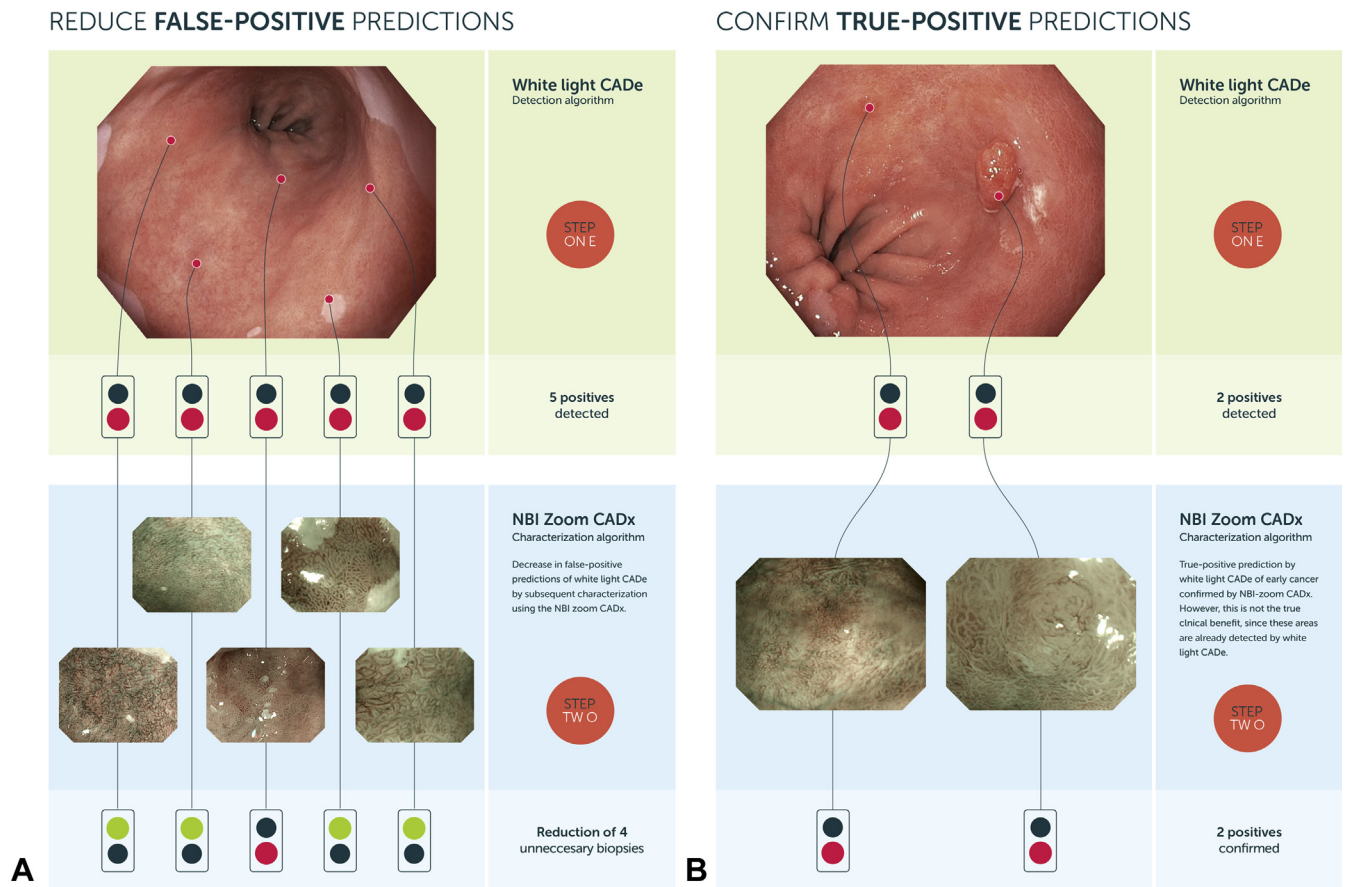 REDUCE FALSE-POSITIVE PREDICTIONS
White light CADe
Detection algorithm
STEP
ON E
5 positives
detected
NBI Zoom CADx
Characterization algorithm
Decrease in false-positive
predictions of white light CADe
by subsequent characterization
using the NBI zoom CADx.
STEP
TW O
Reduction of 4
unneccesary biopsies
A
CONFIRM TRUE-POSITIVE PREDICTIONS
White light CADe
Detection algorithm
STEP
ON E
2 positives
detected
NBI Zoom CADx
Characterization algorithm
True-positive prediction by
white light CADe of early cancer
confirmed by NBI-zoom CADx.
However, this is not the true
clnical benefit, since these areas
are already detected by white
light CADe.
STEP
TW O
2 positives
confirmed
B